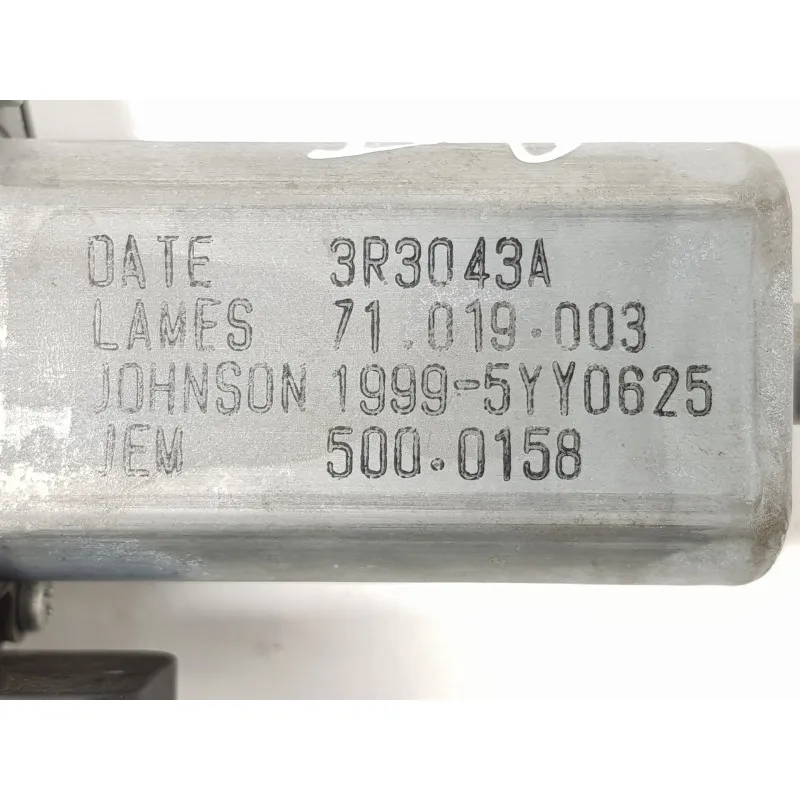 DATE 3R3043A
LAMES 71.019.003
JOHNSON 1999-5YY0625
JEM 500.0158